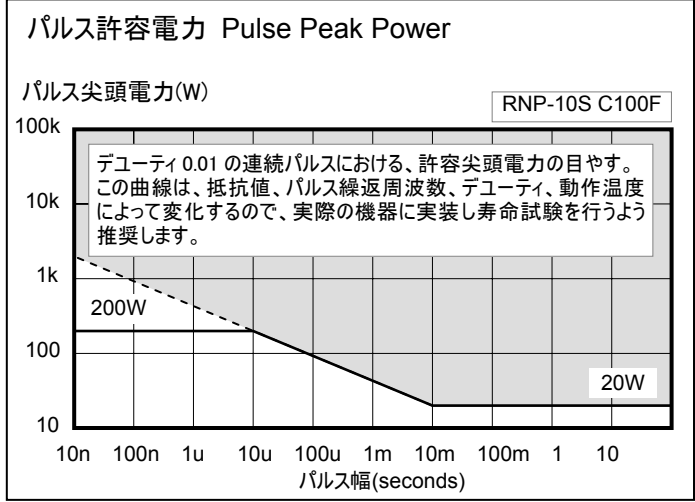 パルス許容電力 Pulse Peak Power
パルス尖頭電力(W)
RNP-10S C100F
100k
デューティ 0.01 の連続パルスにおける、許容尖頭電力の目やす。
この曲線は、抵抗値、パルス繰返周波数、デューティ、動作温度
によって変化するので、実際の機器に実装し寿命試験を行うよう
推奨します。
10k
1k
200W
100
20W
10
10n 100n 1u 10u 100u 1m 10m 100m 1 10
パルス幅(seconds)